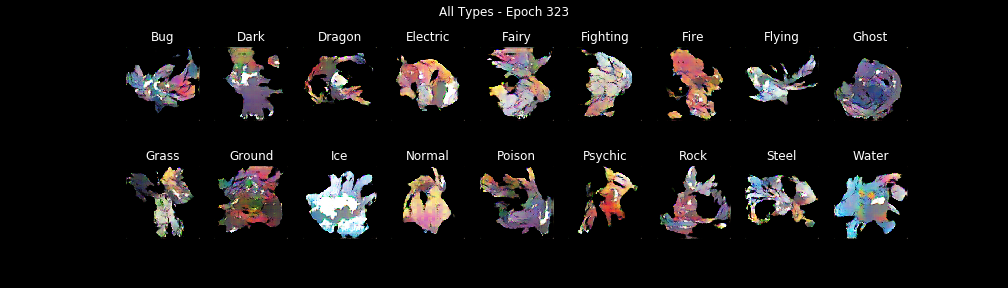 All Types - Epoch 323
Bug Dark Dragon Electric Fairy Fighting Fire Flying Ghost
Grass Ground Ice Normal Poison Psychic Rock Steel Water